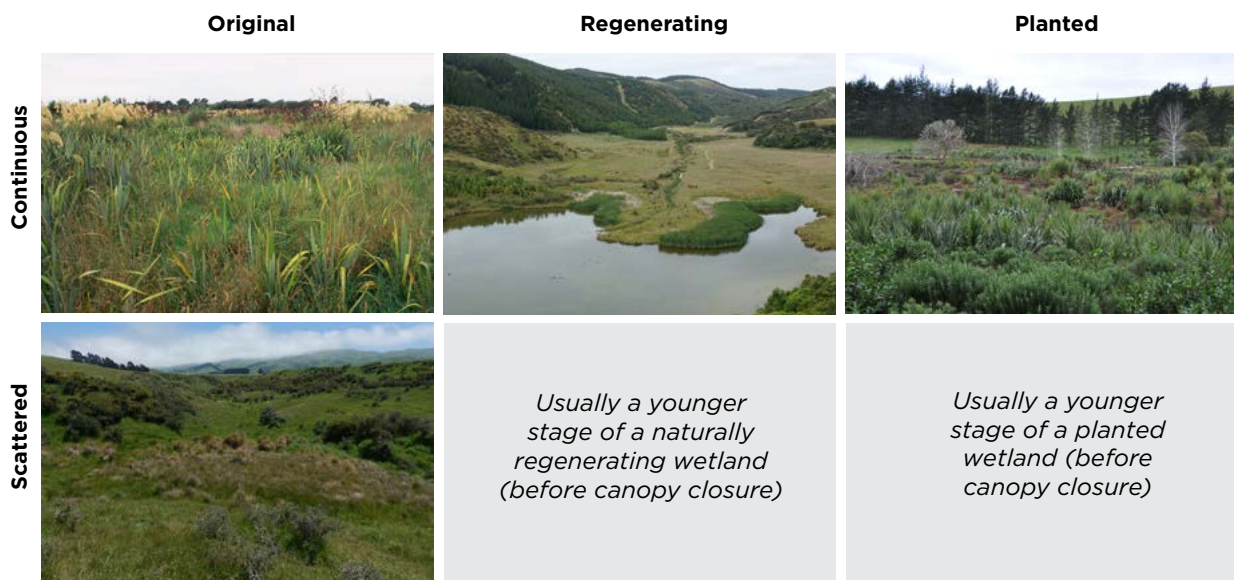 Original
Regenerating
Planted
Continuous
Scattered
Usually a younger
stage of a naturally
regenerating wetland
(before canopy closure)
Usually a younger
stage of a planted
wetland (before
canopy closure)